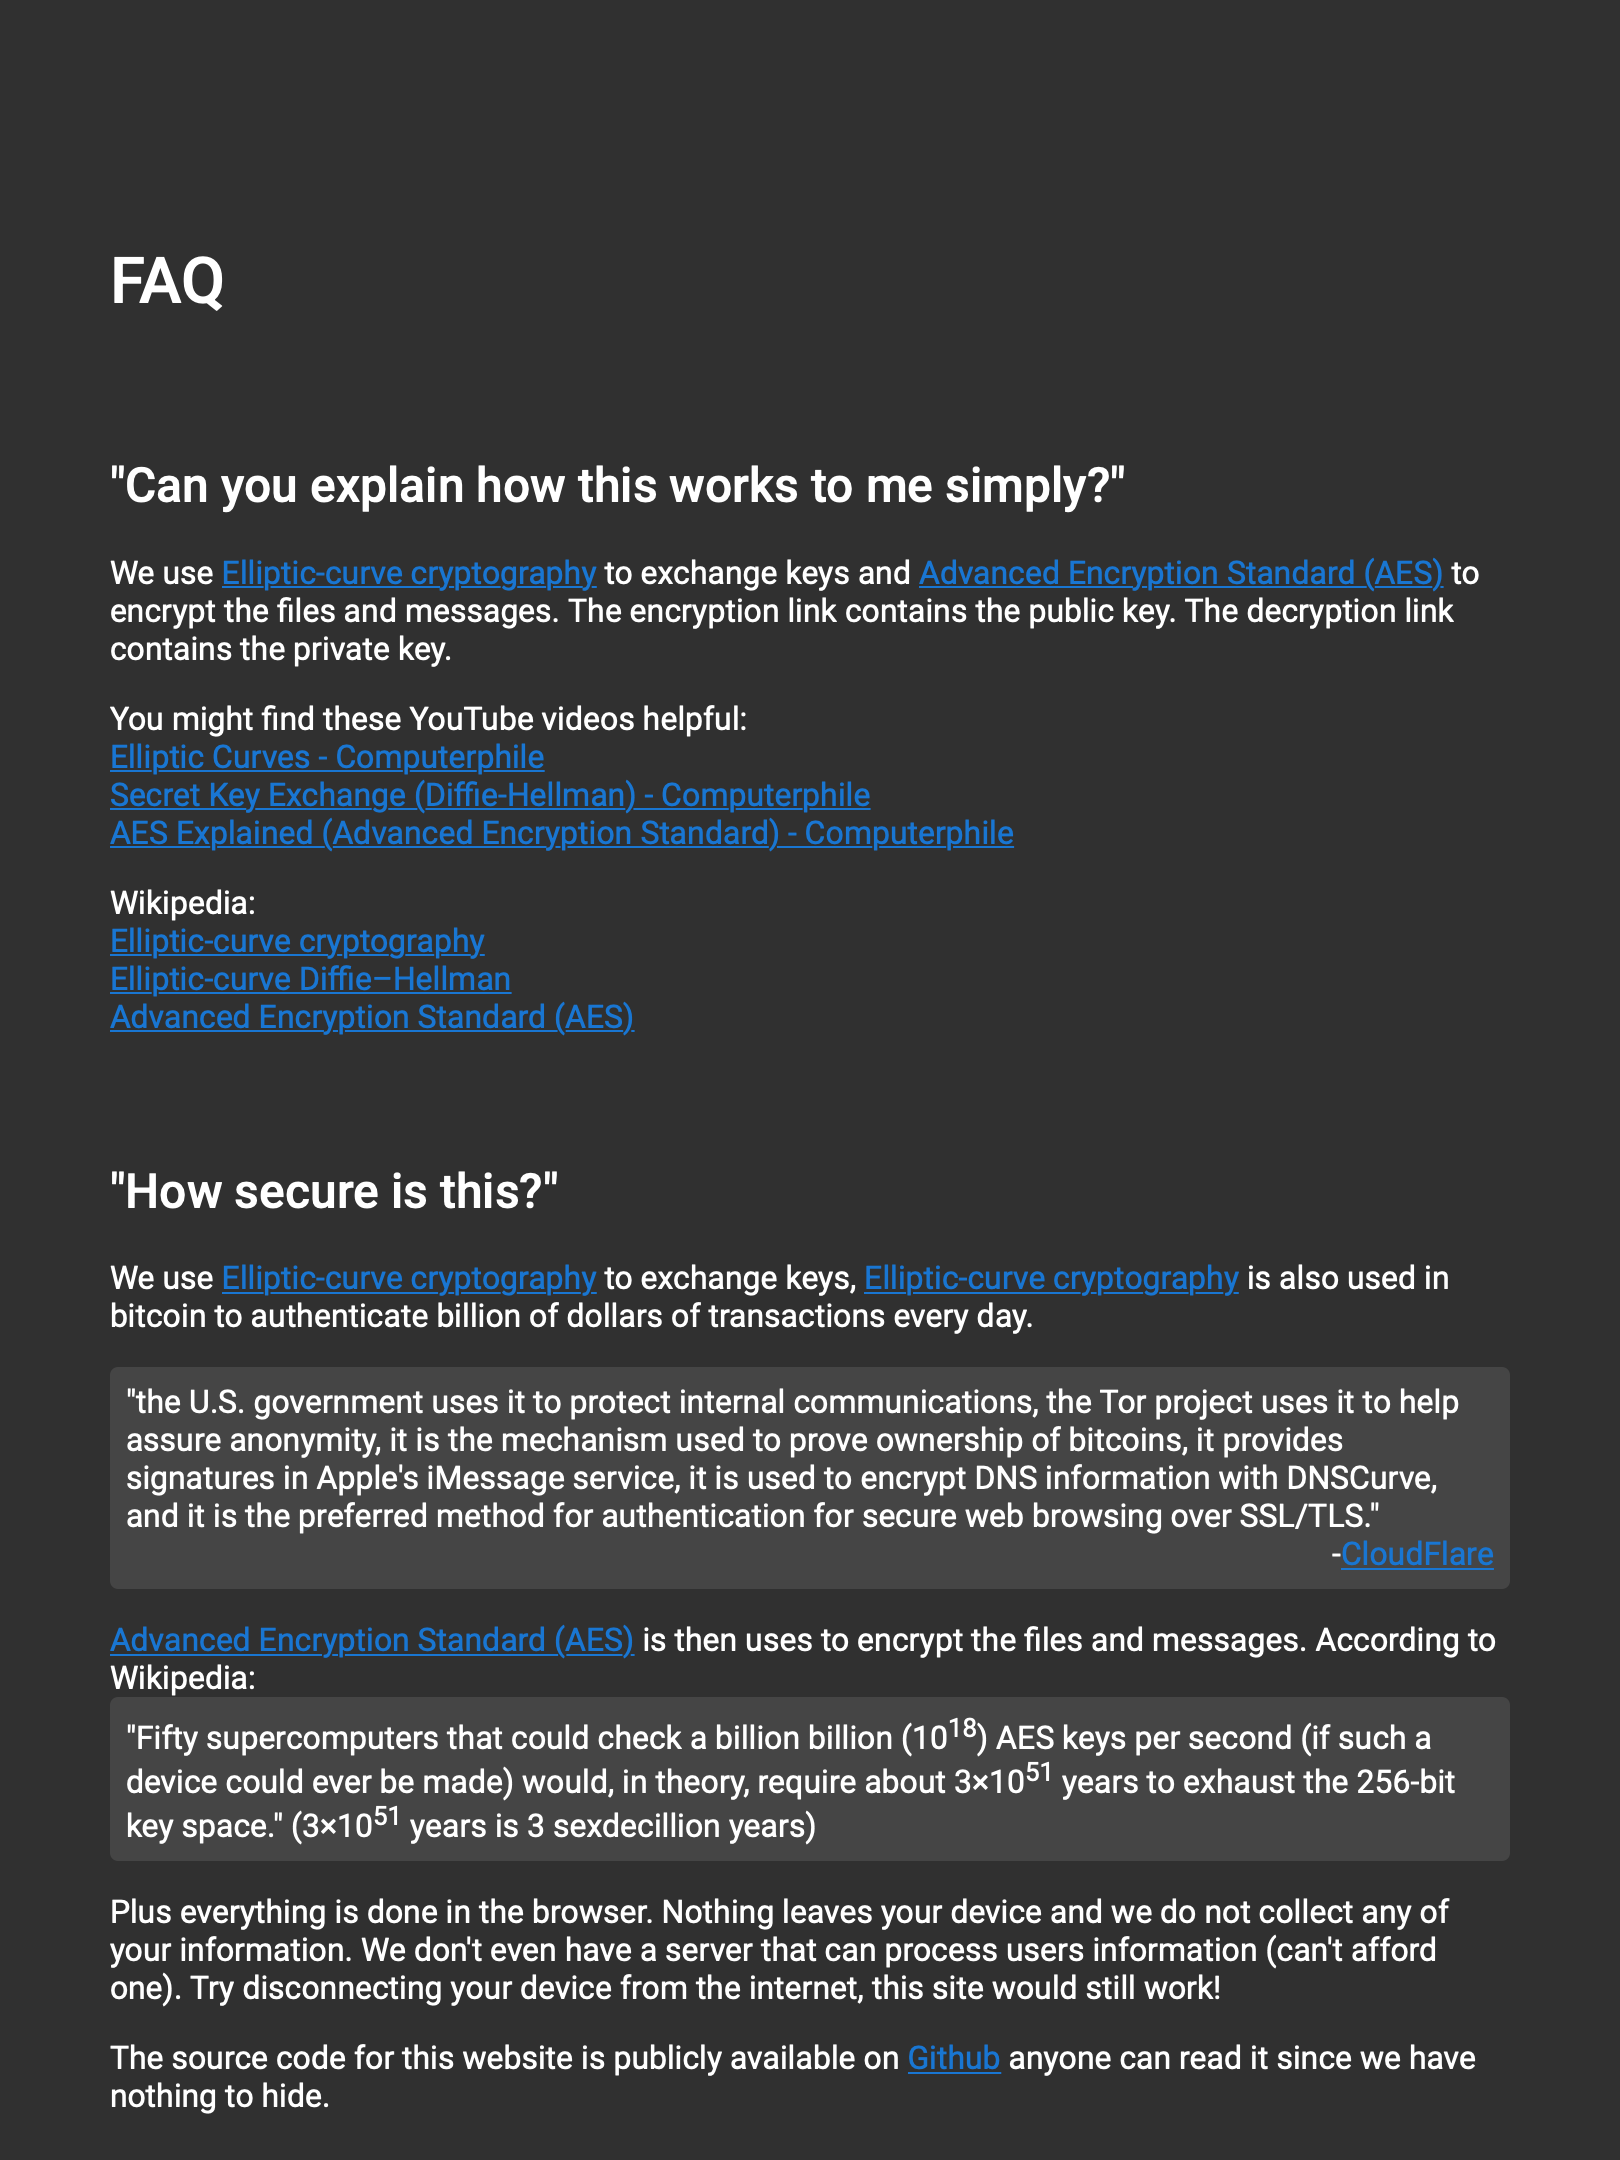 FAQ
"Can you explain how this works to me simply?"
We use Elliptic-curve cryptography to exchange keys and Advanced Encryption Standard (AES) to
encrypt the files and messages. The encryption link contains the public key. The decryption link
contains the private key.
You might find these YouTube videos helpful:
Elliptic Curves - Computerphile
Secret Key Exchange (Diffie-Hellman) - Computerphile
AES Explained (Advanced Encryption Standard) - Computerphile
Wikipedia:
Elliptic-curve cryptography
Elliptic-curve Diffie–Hellman
Advanced Encryption Standard (AES)
"How secure is this?"
We use Elliptic-curve cryptography to exchange keys, Elliptic-curve cryptography is also used in
bitcoin to authenticate billion of dollars of transactions every day.
"the U.S. government uses it to protect internal communications, the Tor project uses it to help
assure anonymity, it is the mechanism used to prove ownership of bitcoins, it provides
signatures in Apple's iMessage service, it is used to encrypt DNS information with DNSCurve,
and it is the preferred method for authentication for secure web browsing over SSL/TLS."
-CloudFlare
Advanced Encryption Standard (AES) is then uses to encrypt the files and messages. According to
Wikipedia:
"Fifty supercomputers that could check a billion billion (10¹⁸) AES keys per second (if such a
device could ever be made) would, in theory, require about 3×10⁵¹ years to exhaust the 256-bit
key space." (3×10⁵¹ years is 3 sexdecillion years)
Plus everything is done in the browser. Nothing leaves your device and we do not collect any of
your information. We don't even have a server that can process users information (can't afford
one). Try disconnecting your device from the internet, this site would still work!
The source code for this website is publicly available on Github anyone can read it since we have
nothing to hide.